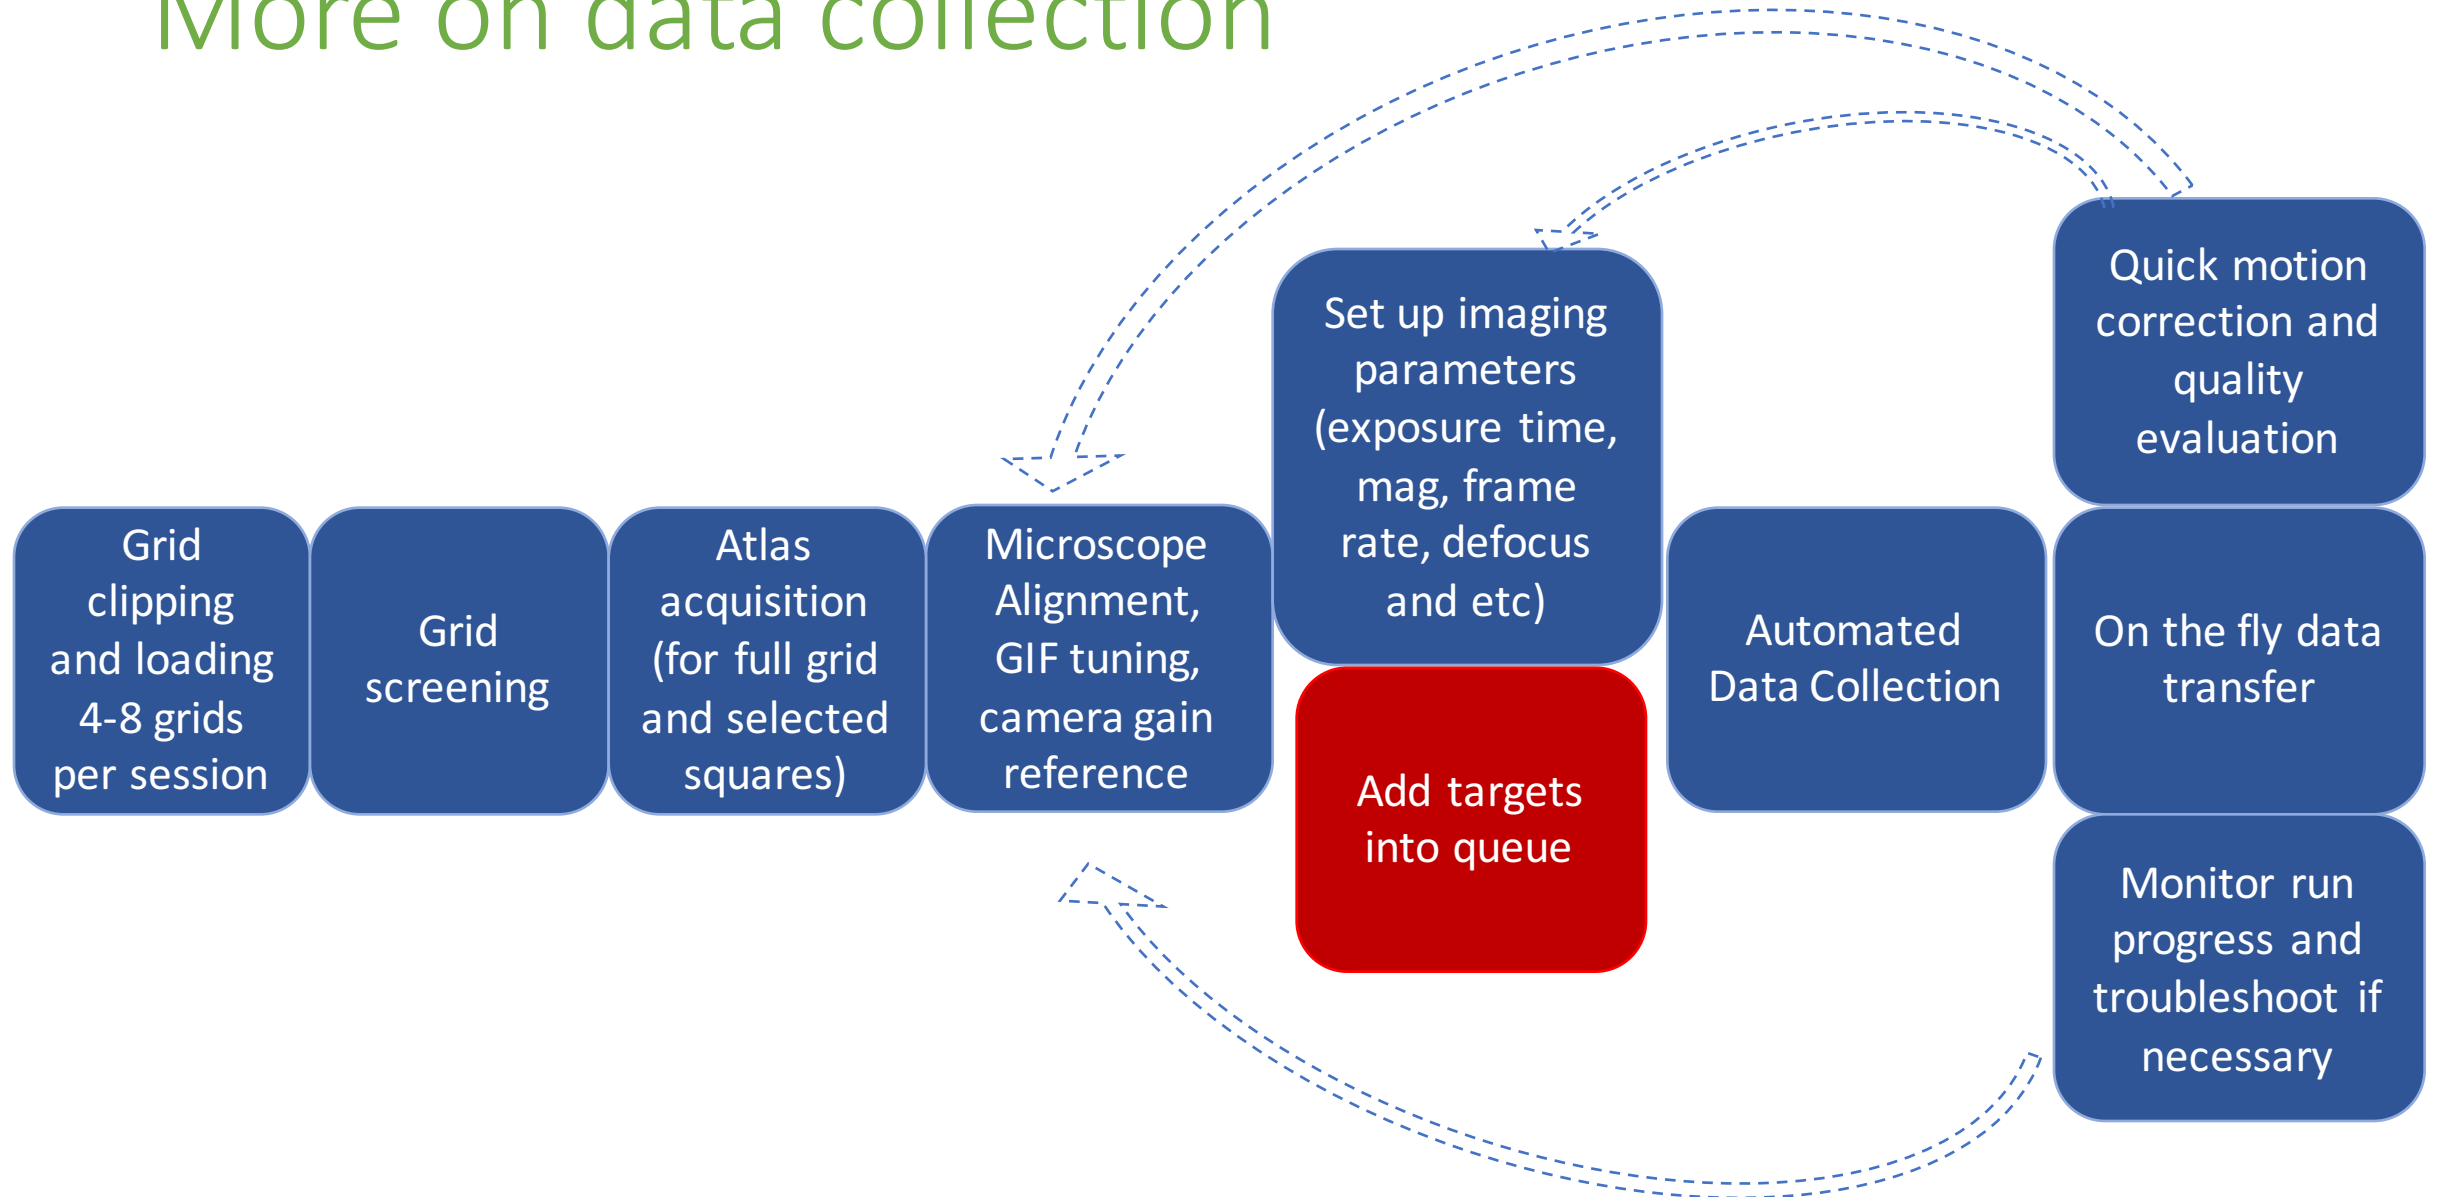 More on data collection
Grid
clipping
and loading
4-8 grids
per session
Grid
screening
Atlas
acquisition
(for full grid
and selected
squares)
Microscope
Alignment,
GIF tuning,
camera gain
reference
Set up imaging
parameters
(exposure time,
mag, frame
rate, defocus
and etc)
Add targets
into queue
Automated
Data Collection
Quick motion
correction and
quality
evaluation
On the fly data
transfer
Monitor run
progress and
troubleshoot if
necessary